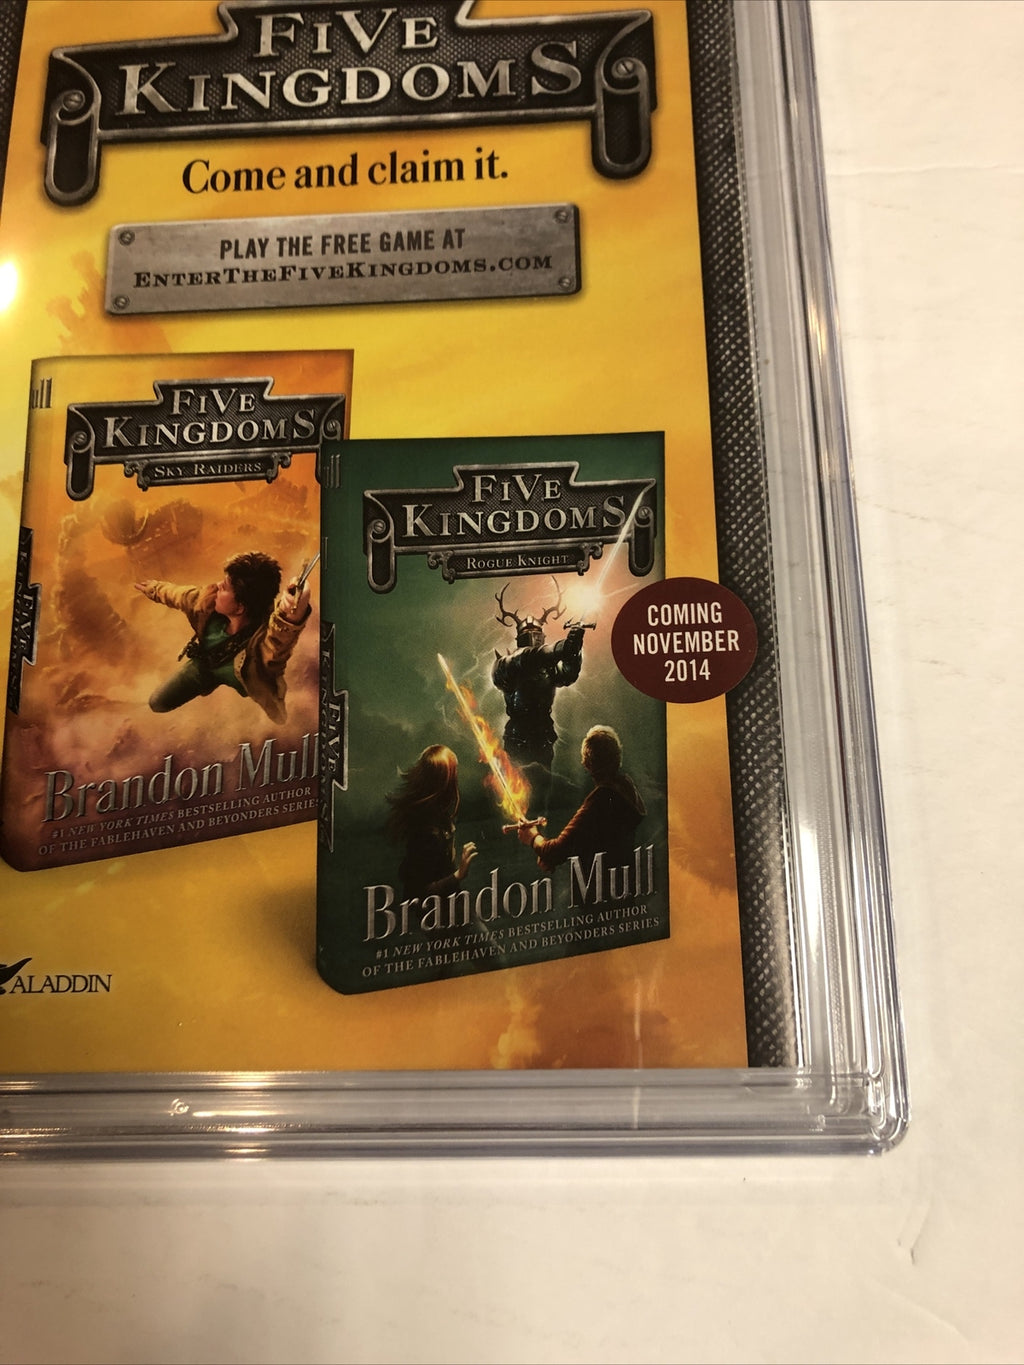 FIVE
KINGDOMS
Come and claim it.
PLAY THE FREE GAME AT
ENTERTHEFIVEKINGDOMS.COM
ull
FIVE
KINGDOMS
SKY RAIDERS
Brandon Mull
#1 NEW YORK TIMES BESTSELLING AUTHOR
OF THE FABLEHAVEN AND BEYONDERS SERIES
FIVE
KINGDOMS
ROGUE KNIGHT
COMING
NOVEMBER
2014
FIVE
Brandon Mull
#1 NEW YORK TIMES BESTSELLING AUTHOR
OF THE FABLEHAVEN AND BEYONDERS SERIES
ALADDIN